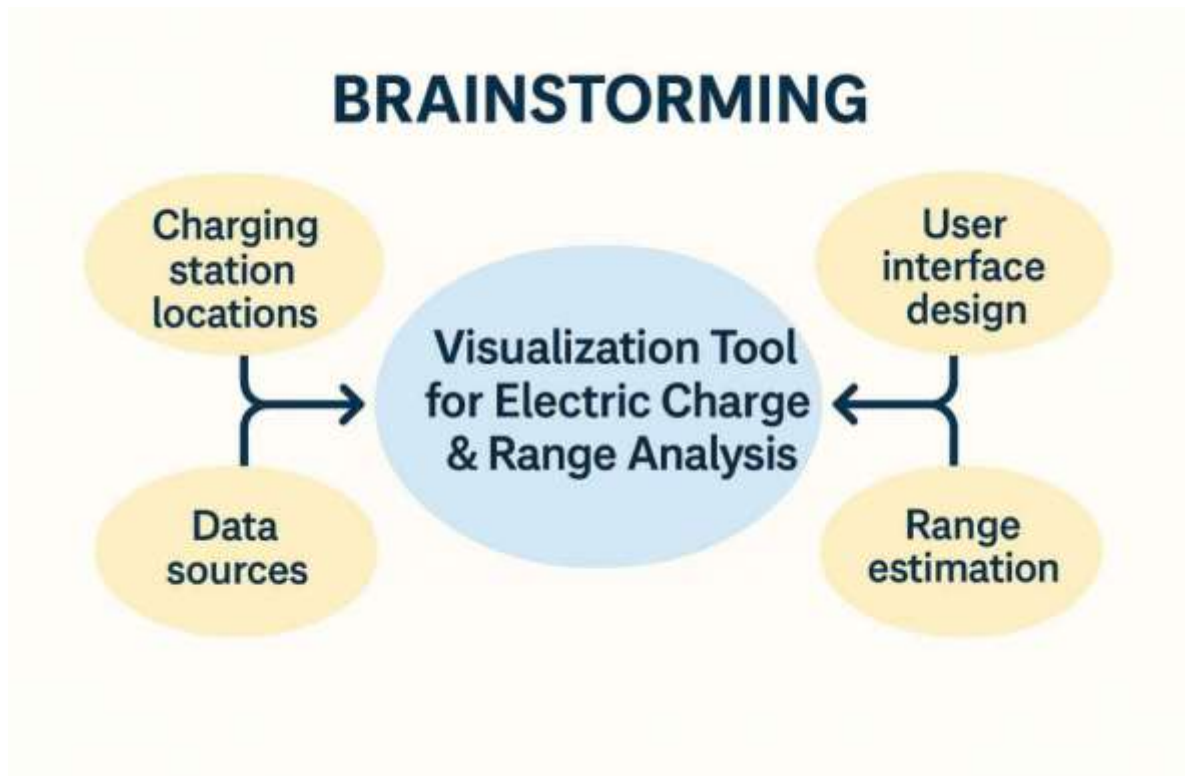 BRAINSTORMING
Charging
station
locations
User
interface
design
Visualization Tool
for Electric Charge
& Range Analysis
Data
sources
Range
estimation